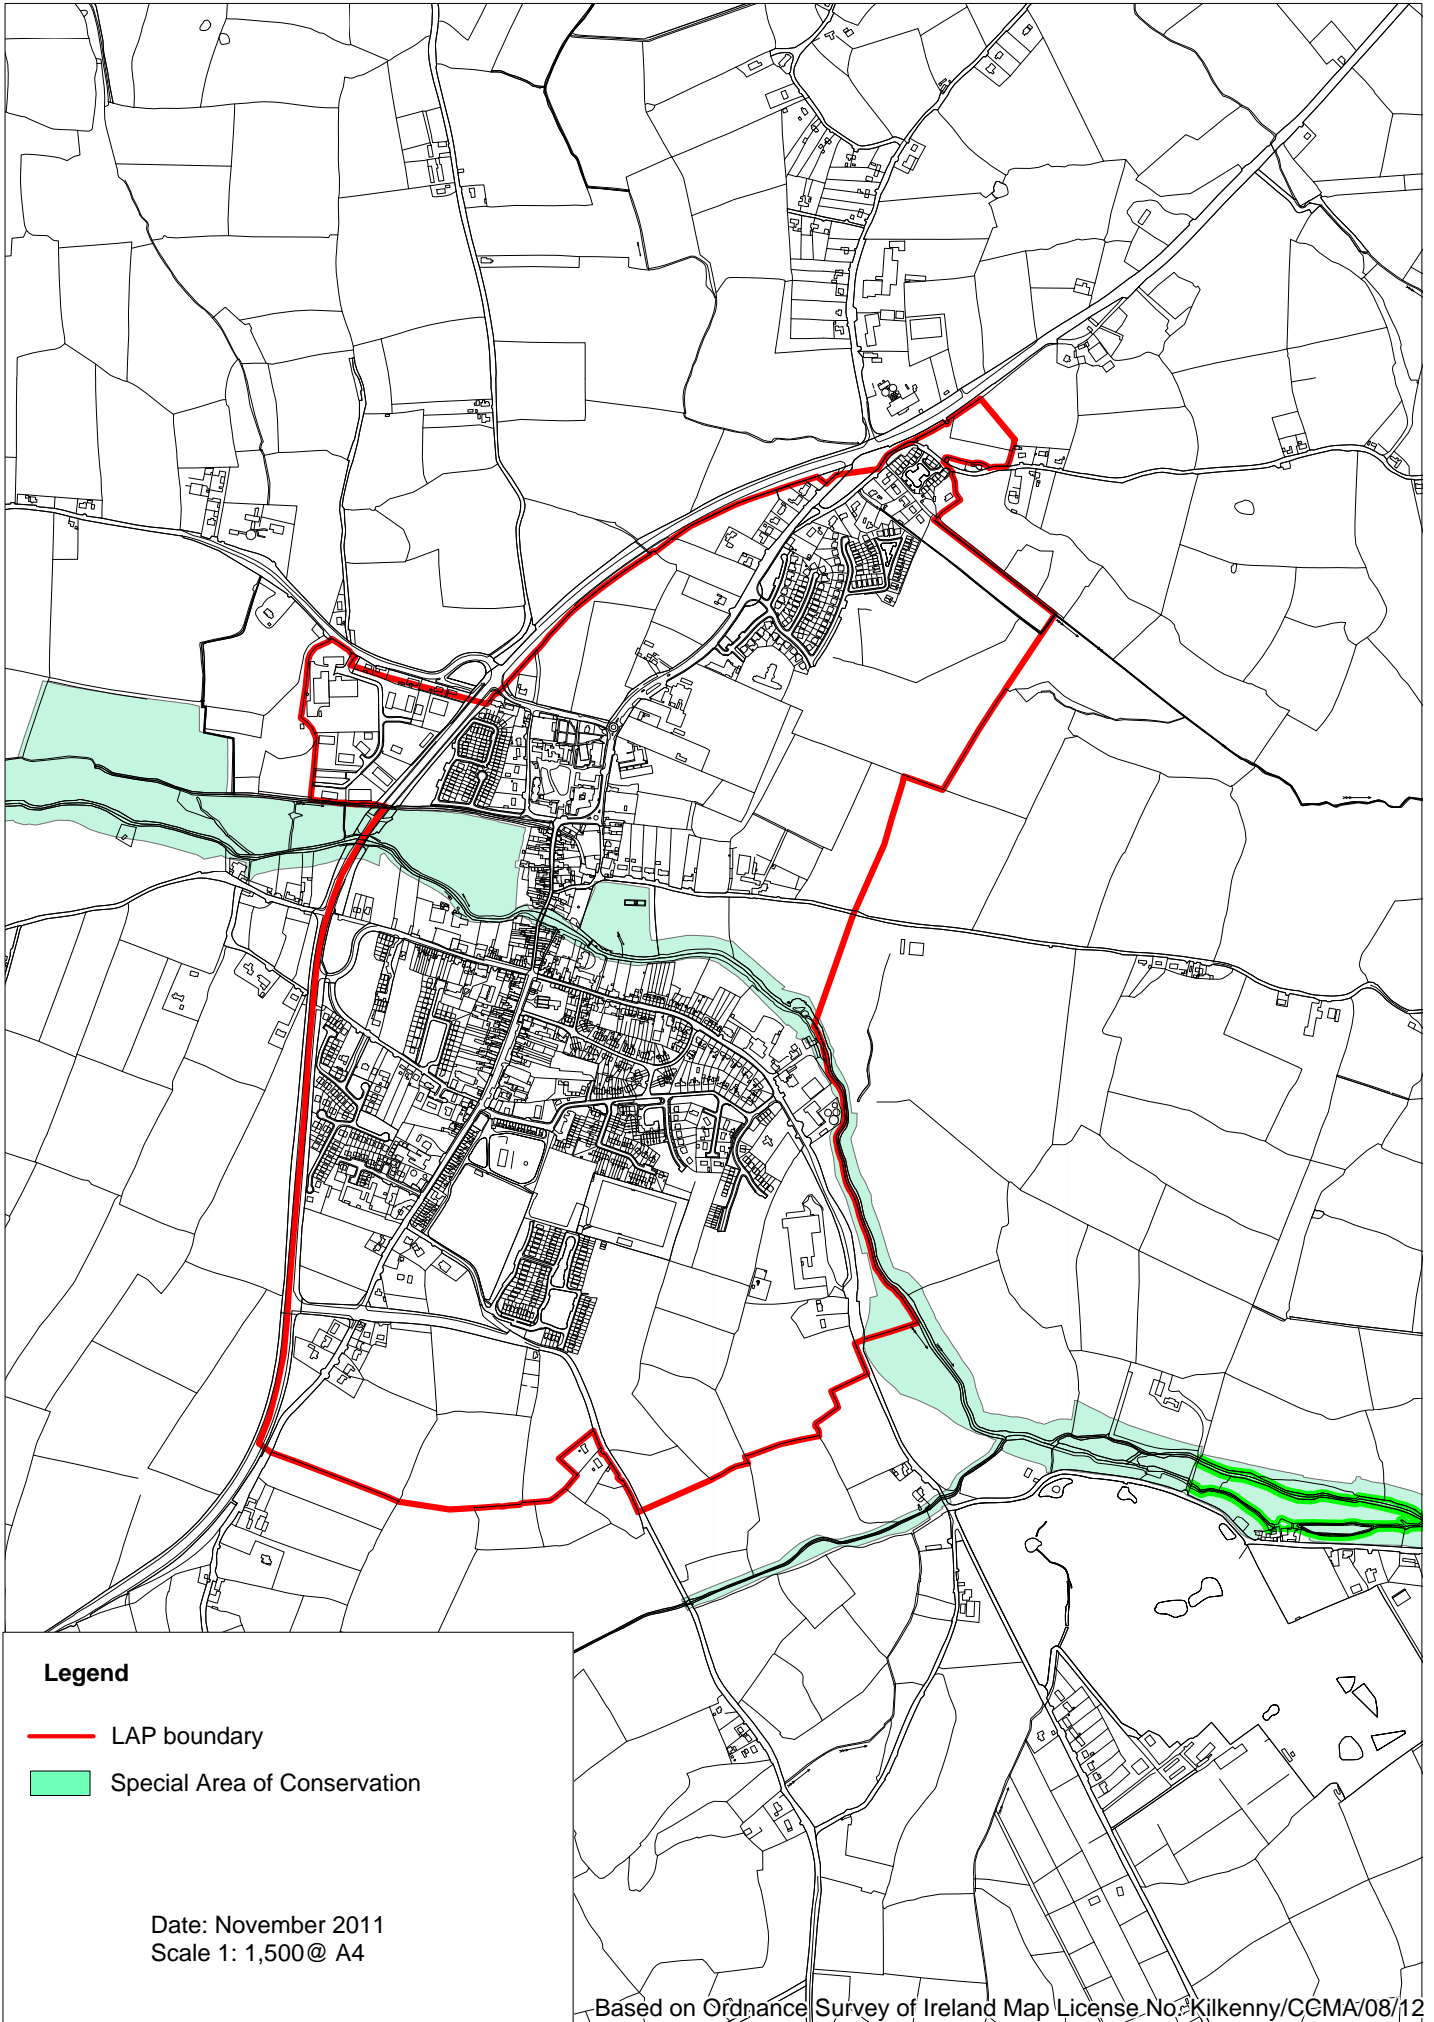 Legend
LAP boundary
Special Area of Conservation
Date: November 2011
Scale 1: 1,500@ A4
Based on Ordnance Survey of Ireland Map License No: Kilkenny/CCMA/08/12